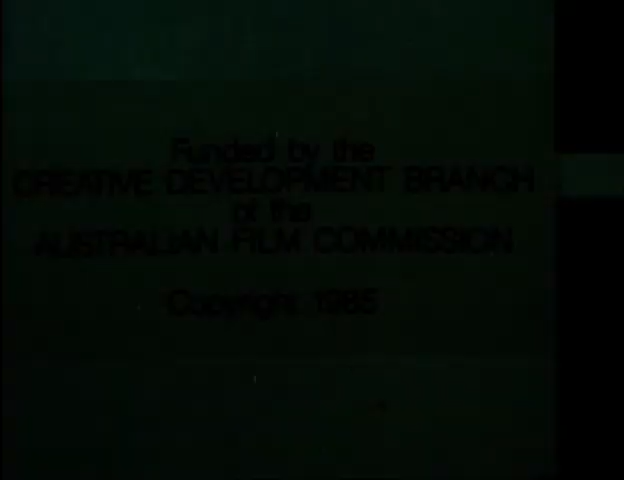 Funded by the
CREATIVE DEVELOPMENT BRANCH
of the
AUSTRALIAN FILM COMMISSION
Copyright 1985